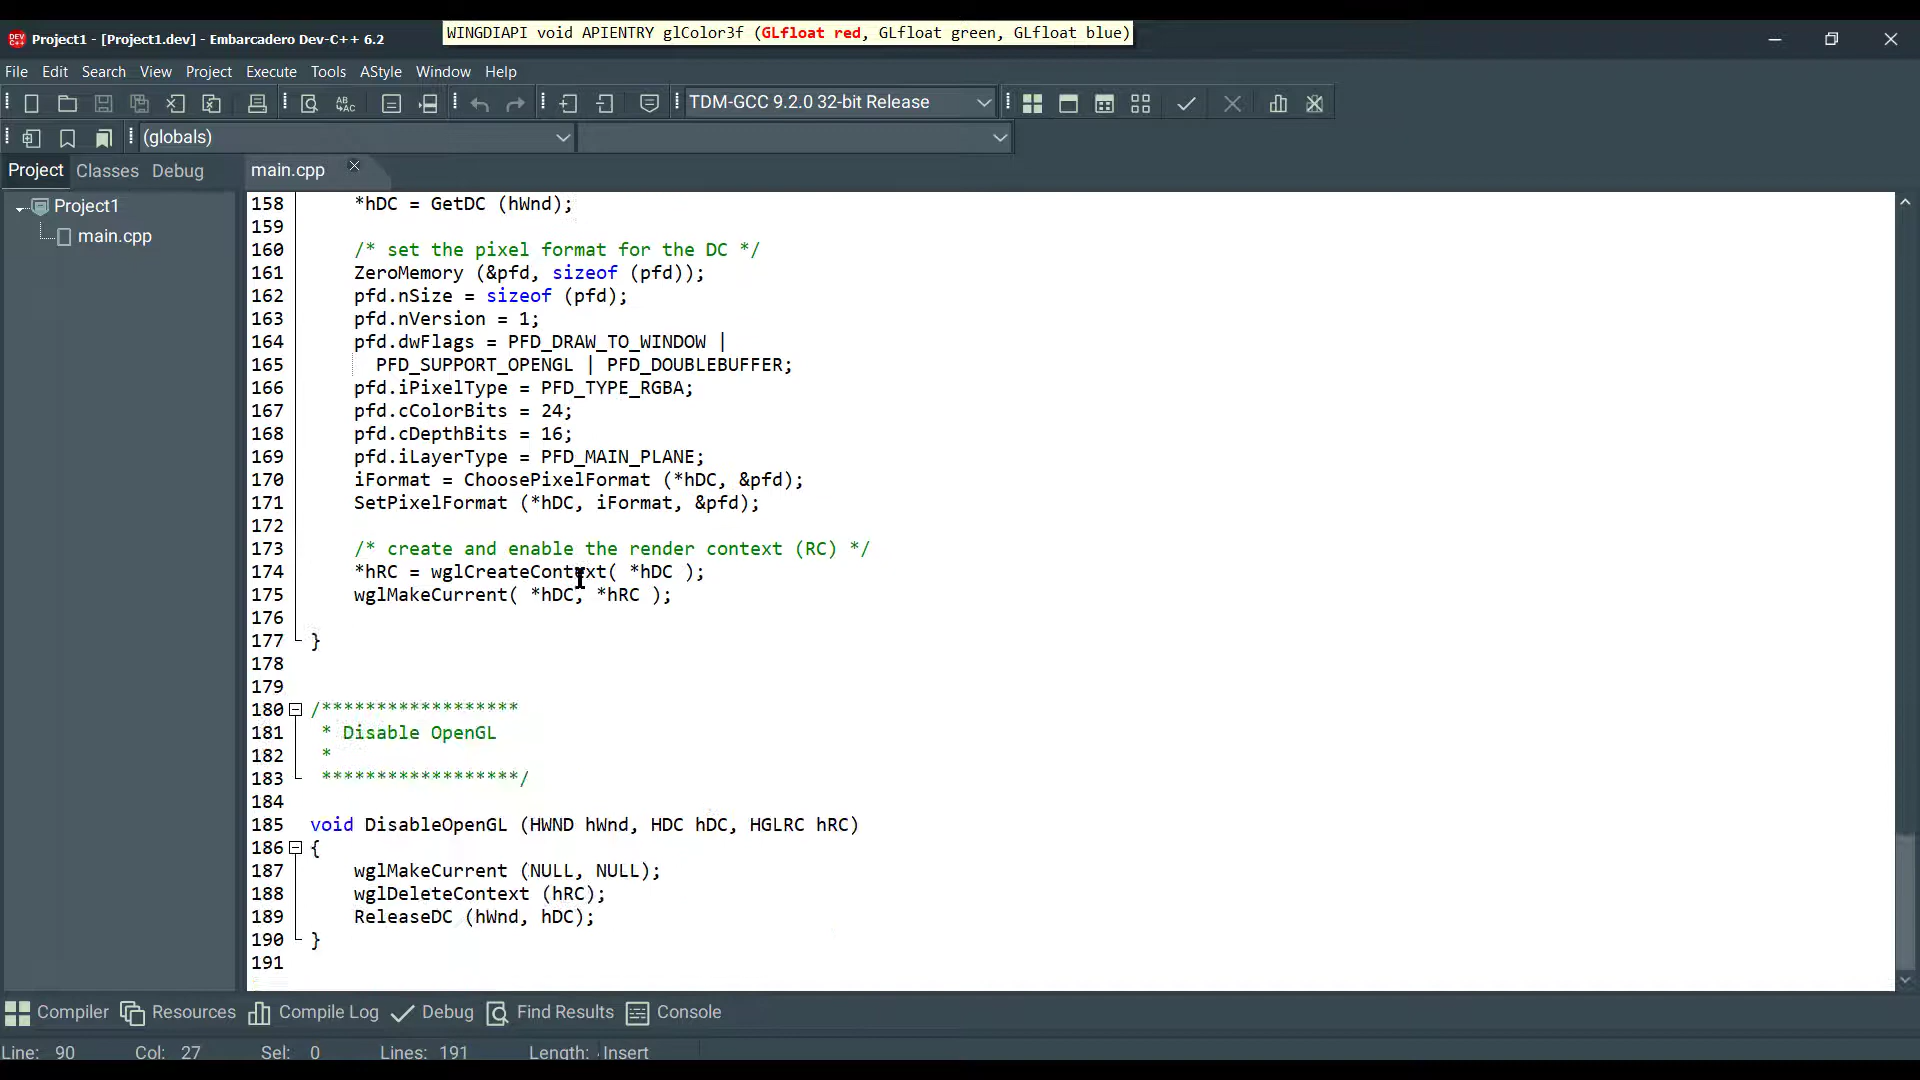 WINGDIAPI void APIENTRY glColor3f (GLfloat red, GLfloat green, GLfloat blue)
Project1 - [Project1.dev] - Embarcadero Dev-C++ 6.2
File Edit Search View Project Execute Tools AStyle Window Help
TDM-GCC 9.2.0 32-bit Release
(globals)
Project Classes Debug
main.cpp
Project1
main.cpp
158 *hDC = GetDC (hWnd);
159
160 /* set the pixel format for the DC */
161 ZeroMemory (&pfd, sizeof (pfd));
162 pfd.nSize = sizeof (pfd);
163 pfd.nVersion = 1;
164 pfd.dwFlags = PFD_DRAW_TO_WINDOW |
165 PFD_SUPPORT_OPENGL | PFD_DOUBLEBUFFER;
166 pfd.iPixelType = PFD_TYPE_RGBA;
167 pfd.cColorBits = 24;
168 pfd.cDepthBits = 16;
169 pfd.iLayerType = PFD_MAIN_PLANE;
170 iFormat = ChoosePixelFormat (*hDC, &pfd);
171 SetPixelFormat (*hDC, iFormat, &pfd);
172
173 /* create and enable the render context (RC) */
174 *hRC = wglCreateContext( *hDC );
175 wglMakeCurrent( *hDC, *hRC );
176
177 }
178
179
180 /******************
181 * Disable OpenGL
182 *
183 ******************/
184
185 void DisableOpenGL (HWND hWnd, HDC hDC, HGLRC hRC)
186 {
187 wglMakeCurrent (NULL, NULL);
188 wglDeleteContext (hRC);
189 ReleaseDC (hWnd, hDC);
190 }
191
Compiler Resources Compile Log Debug Find Results Console
Line: 90 Col: 27 Sel: 0 Lines: 191 Length: Insert